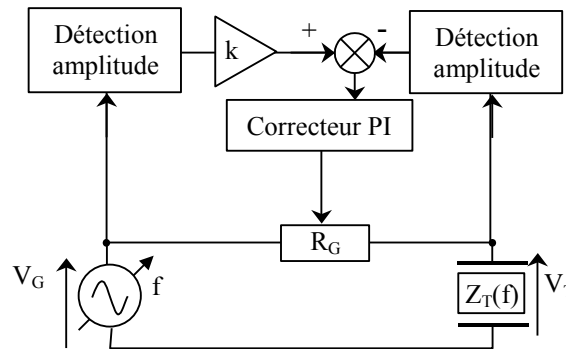 Détection
amplitude
k
+
-
Détection
amplitude
Correcteur PI
R_G
V_G
f
Z_T(f)